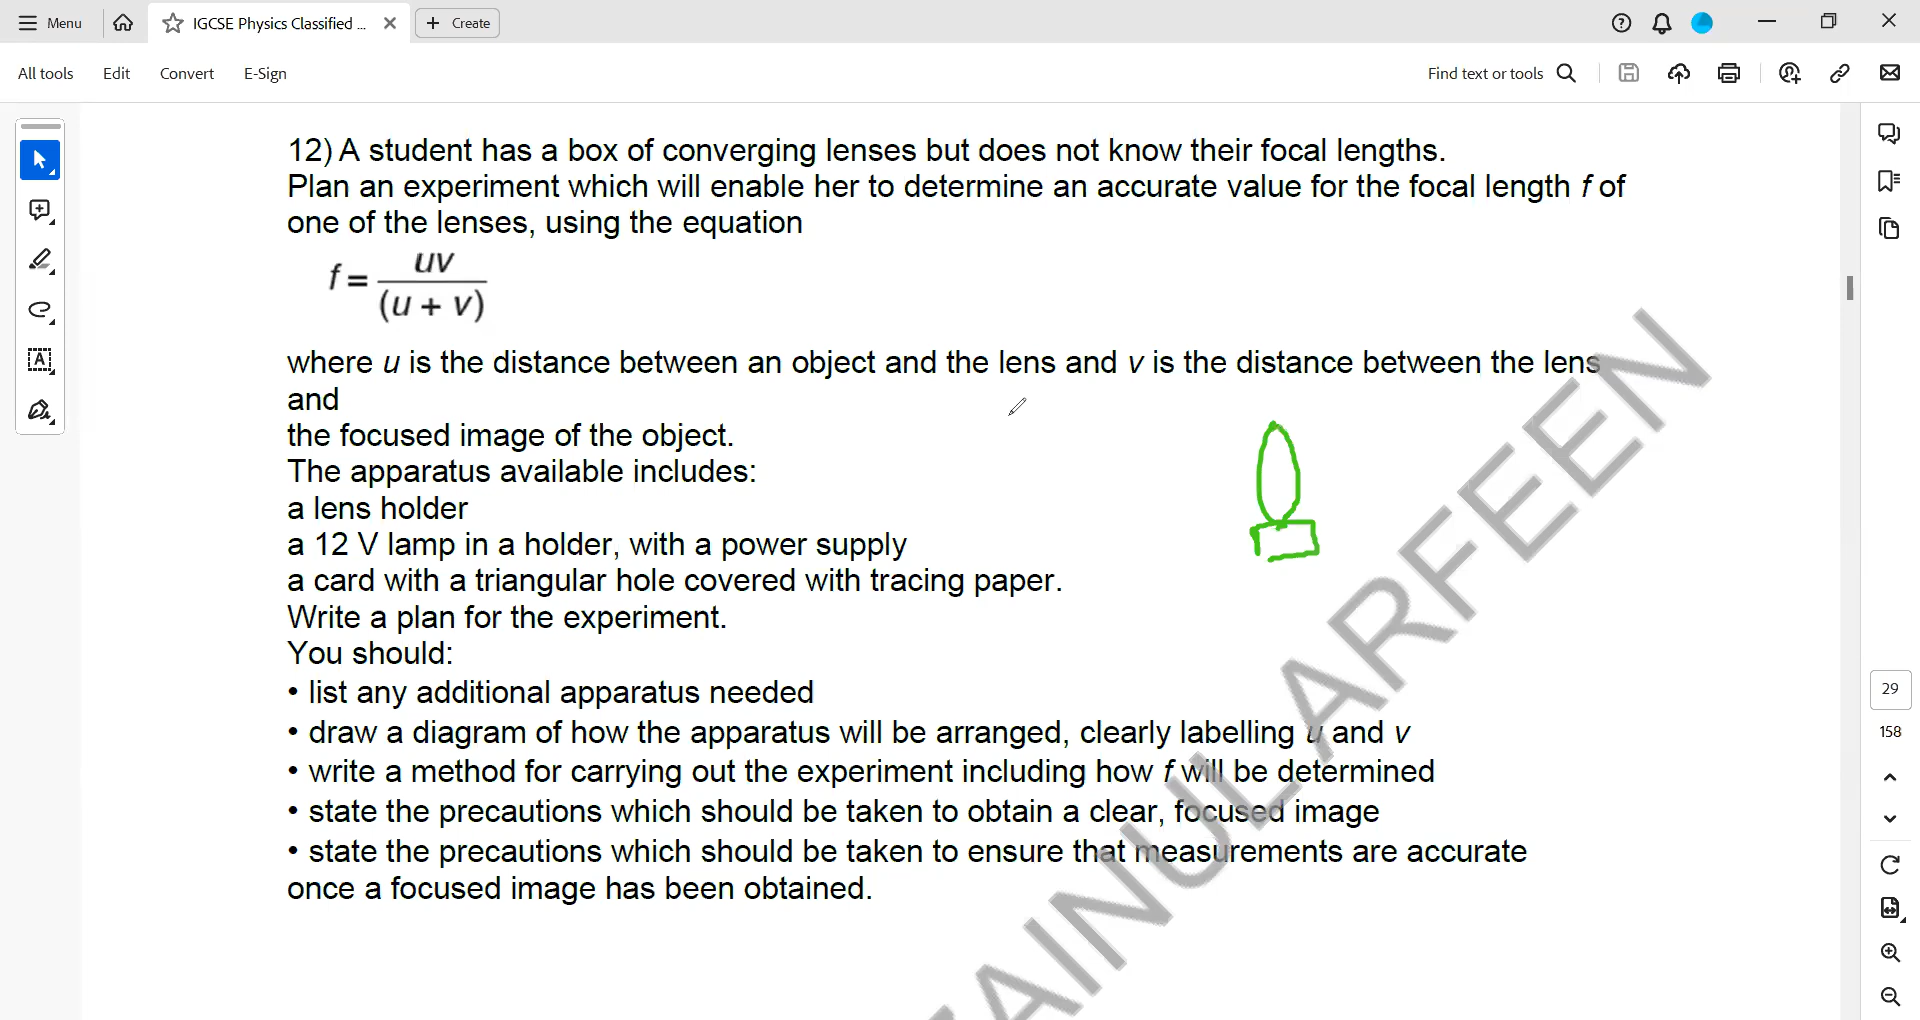 Menu
IGCSE Physics Classified ...
Create
All tools
Edit
Convert
E-Sign
Find text or tools
12) A student has a box of converging lenses but does not know their focal lengths.
Plan an experiment which will enable her to determine an accurate value for the focal length f of
one of the lenses, using the equation
f = uv / (u + v)
where u is the distance between an object and the lens and v is the distance between the lens
and
the focused image of the object.
The apparatus available includes:
a lens holder
a 12 V lamp in a holder, with a power supply
a card with a triangular hole covered with tracing paper.
Write a plan for the experiment.
You should:
• list any additional apparatus needed
• draw a diagram of how the apparatus will be arranged, clearly labelling u and v
• write a method for carrying out the experiment including how f will be determined
• state the precautions which should be taken to obtain a clear, focused image
• state the precautions which should be taken to ensure that measurements are accurate
once a focused image has been obtained.
ZAINUL ARFEEN
29
158